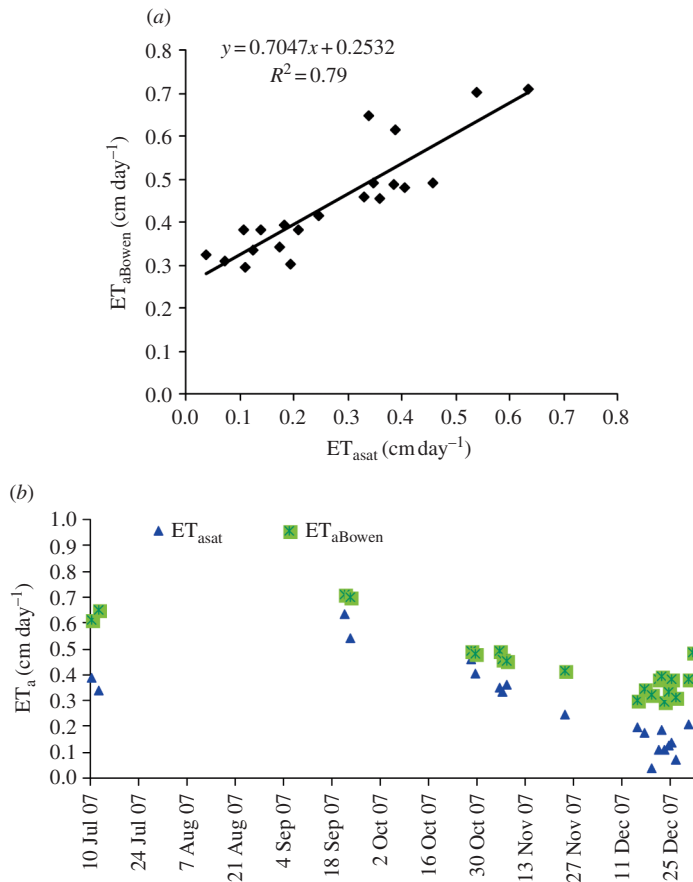 (a)
y = 0.7047x + 0.2532
R² = 0.79
0.8
0.7
0.6
0.5
0.4
0.3
0.2
0.1
0.0
ET_aBowen (cm day⁻¹)
0.0 0.1 0.2 0.3 0.4 0.5 0.6 0.7 0.8
ET_asat (cm day⁻¹)
(b)
ET_asat ET_aBowen
1.0
0.9
0.8
0.7
0.6
0.5
0.4
0.3
0.2
0.1
0.0
ET_a (cm day⁻¹)
10 Jul 07
24 Jul 07
7 Aug 07
21 Aug 07
4 Sep 07
18 Sep 07
2 Oct 07
16 Oct 07
30 Oct 07
13 Nov 07
27 Nov 07
11 Dec 07
25 Dec 07